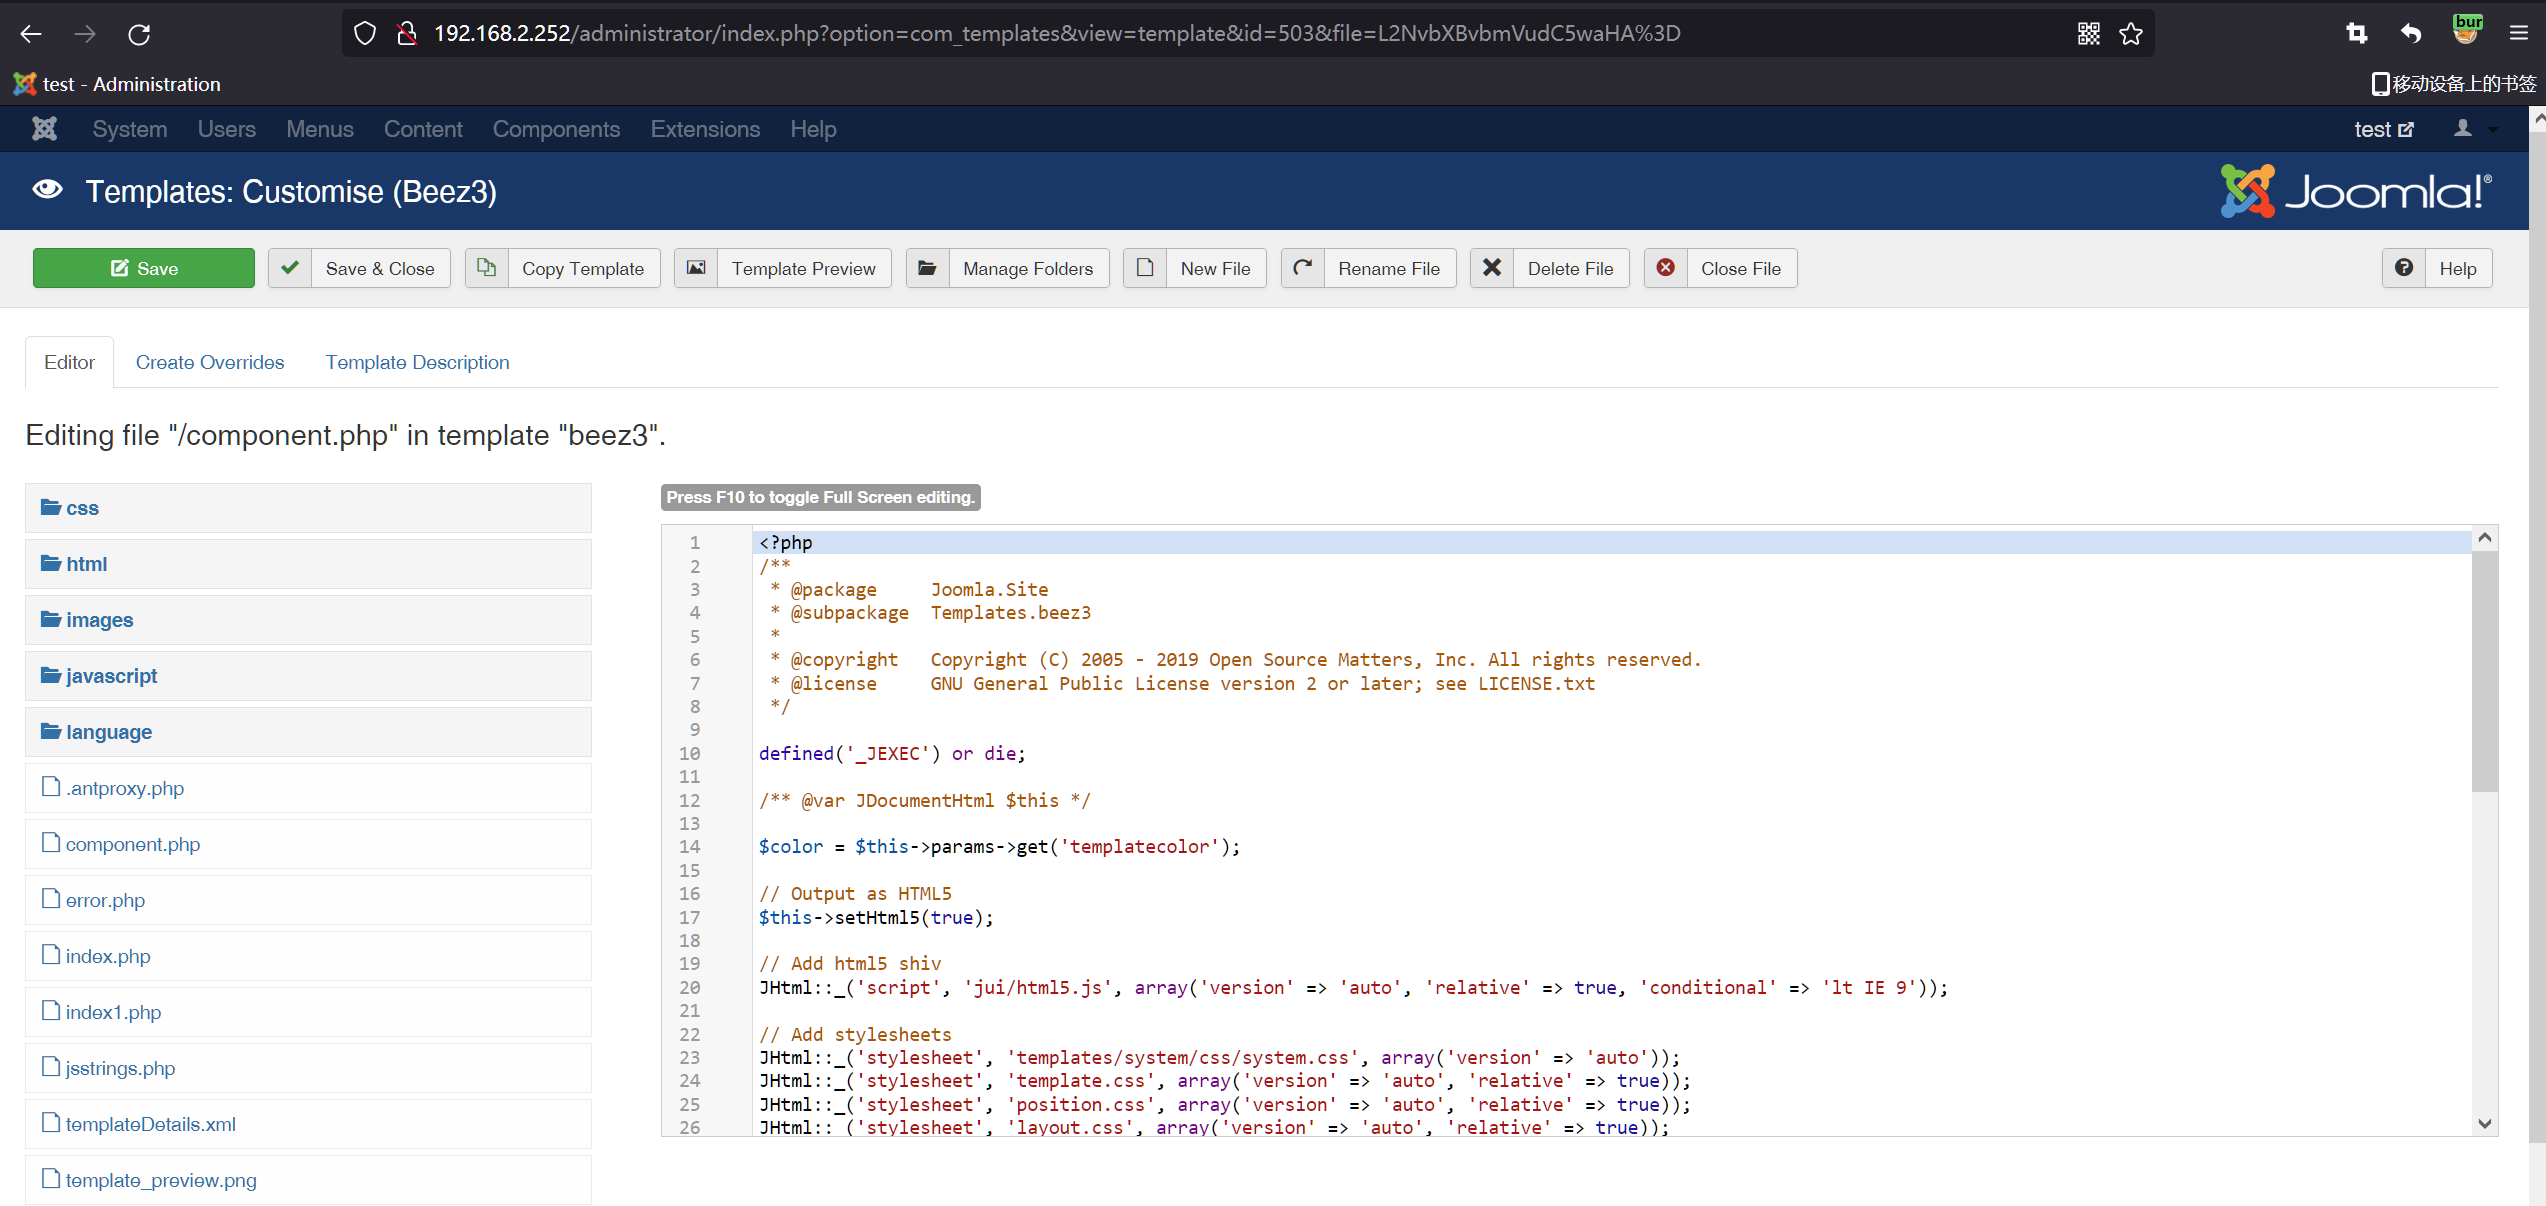 192.168.2.252/administrator/index.php?option=com_templates&view=template&id=503&file=L2NvbXBvbmVudC5waHA%3D
bur
test - Administration
移动设备上的书签
System Users Menus Content Components Extensions Help
test
Templates: Customise (Beez3)
Joomla!®
Save
Save & Close
Copy Template
Template Preview
Manage Folders
New File
Rename File
Delete File
Close File
Help
Editor Create Overrides Template Description
Editing file "/component.php" in template "beez3".
css
html
images
javascript
language
.antproxy.php
component.php
error.php
index.php
index1.php
jsstrings.php
templateDetails.xml
template_preview.png
Press F10 to toggle Full Screen editing.
1 <?php
2 /**
3  * @package     Joomla.Site
4  * @subpackage  Templates.beez3
5  *
6  * @copyright   Copyright (C) 2005 - 2019 Open Source Matters, Inc. All rights reserved.
7  * @license     GNU General Public License version 2 or later; see LICENSE.txt
8  */
9
10 defined('_JEXEC') or die;
11
12 /** @var JDocumentHtml $this */
13
14 $color = $this->params->get('templatecolor');
15
16 // Output as HTML5
17 $this->setHtml5(true);
18
19 // Add html5 shiv
20 JHtml::_('script', 'jui/html5.js', array('version' => 'auto', 'relative' => true, 'conditional' => 'lt IE 9'));
21
22 // Add stylesheets
23 JHtml::_('stylesheet', 'templates/system/css/system.css', array('version' => 'auto'));
24 JHtml::_('stylesheet', 'template.css', array('version' => 'auto', 'relative' => true));
25 JHtml::_('stylesheet', 'position.css', array('version' => 'auto', 'relative' => true));
26 JHtml::_('stylesheet', 'layout.css', array('version' => 'auto', 'relative' => true));